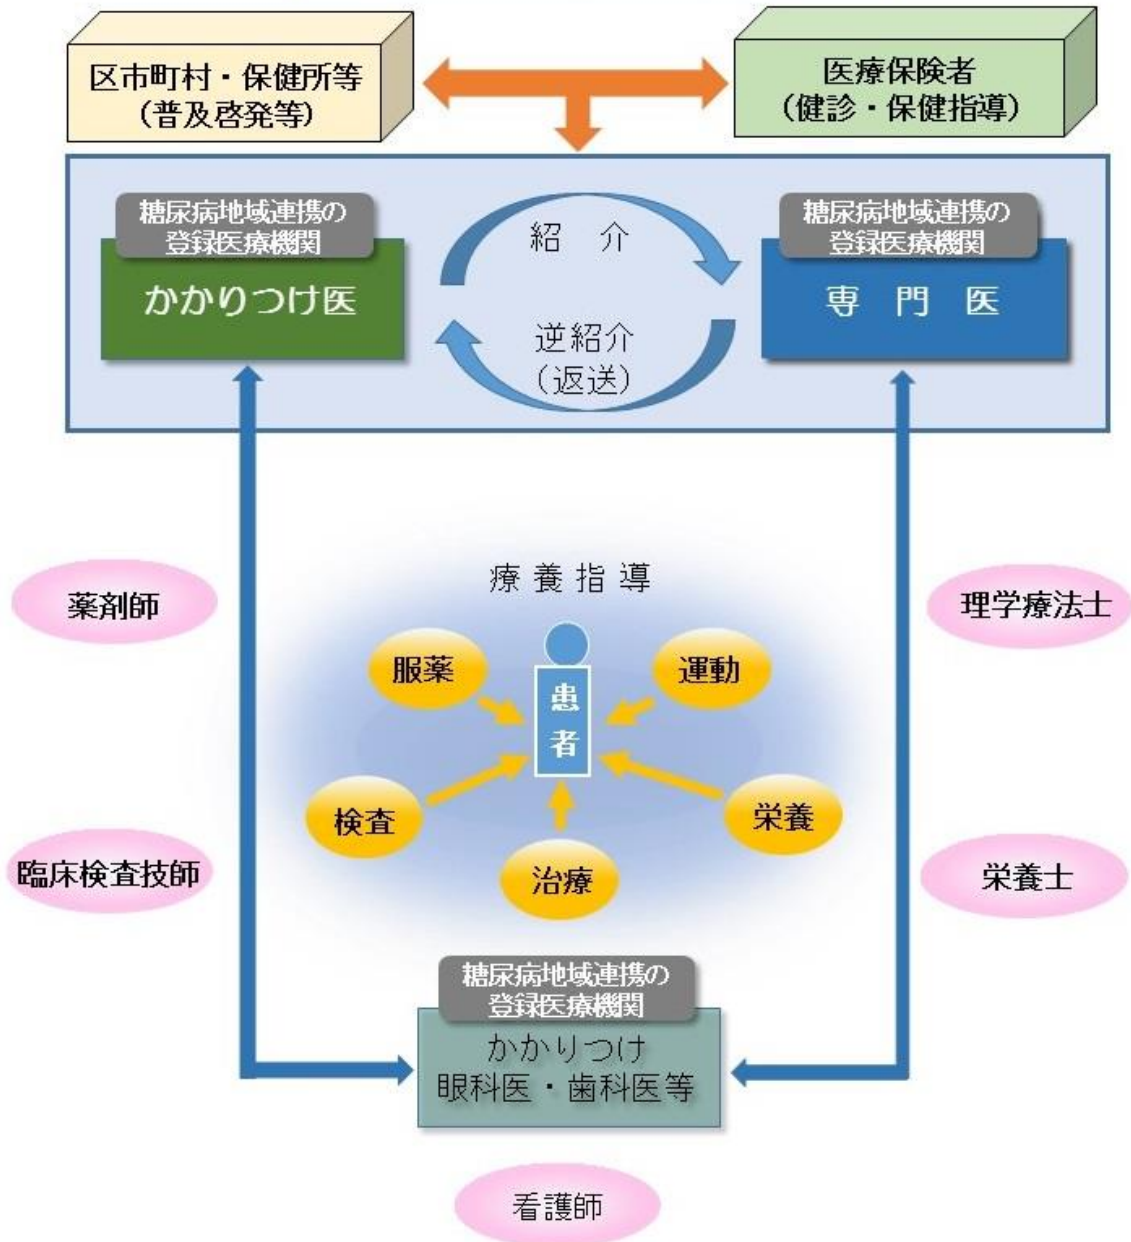 区市町村・保健所等
(普及啓発等)
医療保険者
(健診・保健指導)
糖尿病地域連携の
登録医療機関
かかりつけ医
紹　介
逆紹介
(返送)
糖尿病地域連携の
登録医療機関
専　門　医
療養指導
薬剤師
理学療法士
服薬
運動
患
者
検査
栄養
治療
臨床検査技師
栄養士
糖尿病地域連携の
登録医療機関
かかりつけ
眼科医・歯科医等
看護師